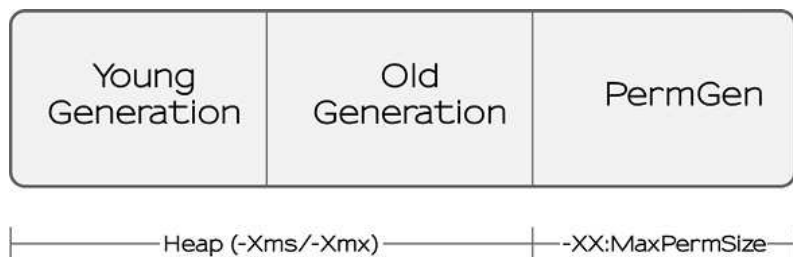 Young
Generation
Old
Generation
PermGen
Heap (-Xms/-Xmx)
-XX:MaxPermSize